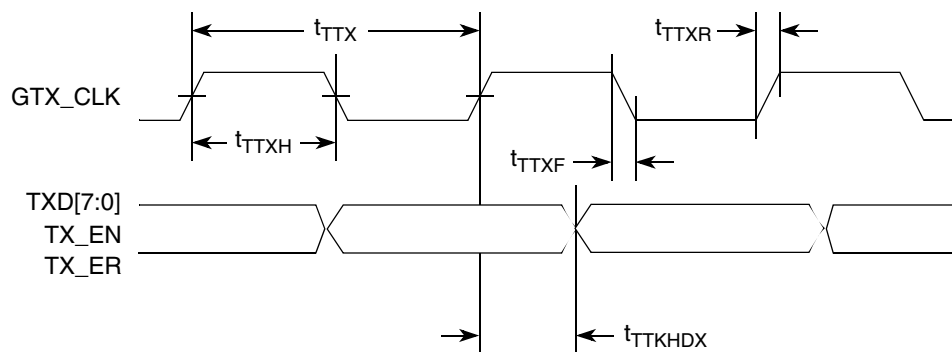 tTTX
tTTXR
GTX_CLK
tTTXH
tTTXF
TXD[7:0]
TX_EN
TX_ER
tTTKHDX